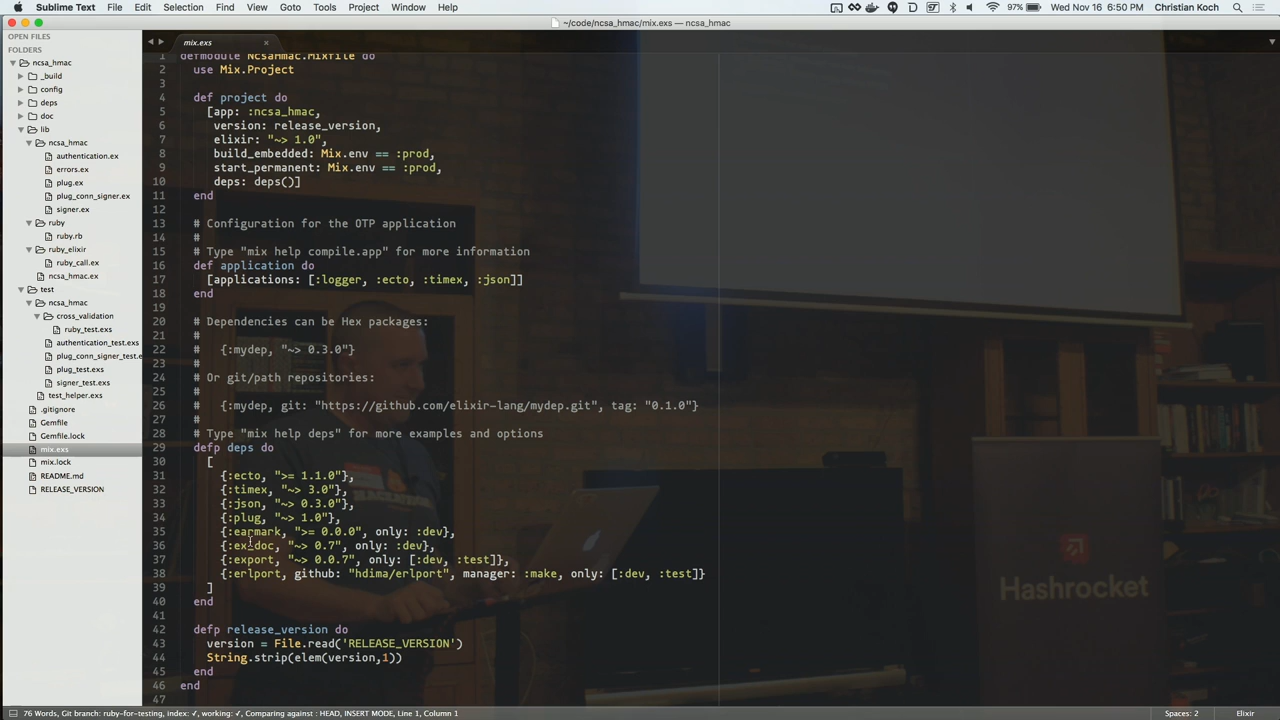 Sublime Text File Edit Selection Find View Goto Tools Project Window Help 97% Wed Nov 16 6:50 PM Christian Koch
~/code/ncsa_hmac/mix.exs — ncsa_hmac
OPEN FILES
FOLDERS
ncsa_hmac
_build
config
deps
doc
lib
ncsa_hmac
authentication.ex
errors.ex
plug.ex
plug_conn_signer.ex
signer.ex
ruby
ruby.rb
ruby_elixir
ruby_call.ex
ncsa_hmac.ex
test
ncsa_hmac
cross_validation
ruby_test.exs
authentication_test.exs
plug_conn_signer_test.e
plug_test.exs
signer_test.exs
test_helper.exs
.gitignore
Gemfile
Gemfile.lock
mix.exs
mix.lock
README.md
RELEASE_VERSION
mix.exs
1 defmodule NcsaHmac.Mixfile do
2 use Mix.Project
3
4 def project do
5 [app: :ncsa_hmac,
6 version: release_version,
7 elixir: "~> 1.0",
8 build_embedded: Mix.env == :prod,
9 start_permanent: Mix.env == :prod,
10 deps: deps()]
11 end
12
13 # Configuration for the OTP application
14 #
15 # Type "mix help compile.app" for more information
16 def application do
17 [applications: [:logger, :ecto, :timex, :json]]
18 end
19
20 # Dependencies can be Hex packages:
21 #
22 # {:mydep, "~> 0.3.0"}
23 #
24 # Or git/path repositories:
25 #
26 # {:mydep, git: "https://github.com/elixir-lang/mydep.git", tag: "0.1.0"}
27 #
28 # Type "mix help deps" for more examples and options
29 defp deps do
30 [
31 {:ecto, ">= 1.1.0"},
32 {:timex, "~> 3.0"},
33 {:json, "~> 0.3.0"},
34 {:plug, "~> 1.0"},
35 {:earmark, ">= 0.0.0", only: :dev},
36 {:ex_doc, "~> 0.7", only: :dev},
37 {:export, "~> 0.0.7", only: [:dev, :test]},
38 {:erlport, github: "hdima/erlport", manager: :make, only: [:dev, :test]}
39 ]
40 end
41
42 defp release_version do
43 version = File.read('RELEASE_VERSION')
44 String.strip(elem(version,1))
45 end
46 end
47
Hashrocket
76 Words, Git branch: ruby-for-testing, index: ✓, working: ✓, Comparing against : HEAD, INSERT MODE, Line 1, Column 1 Spaces: 2 Elixir